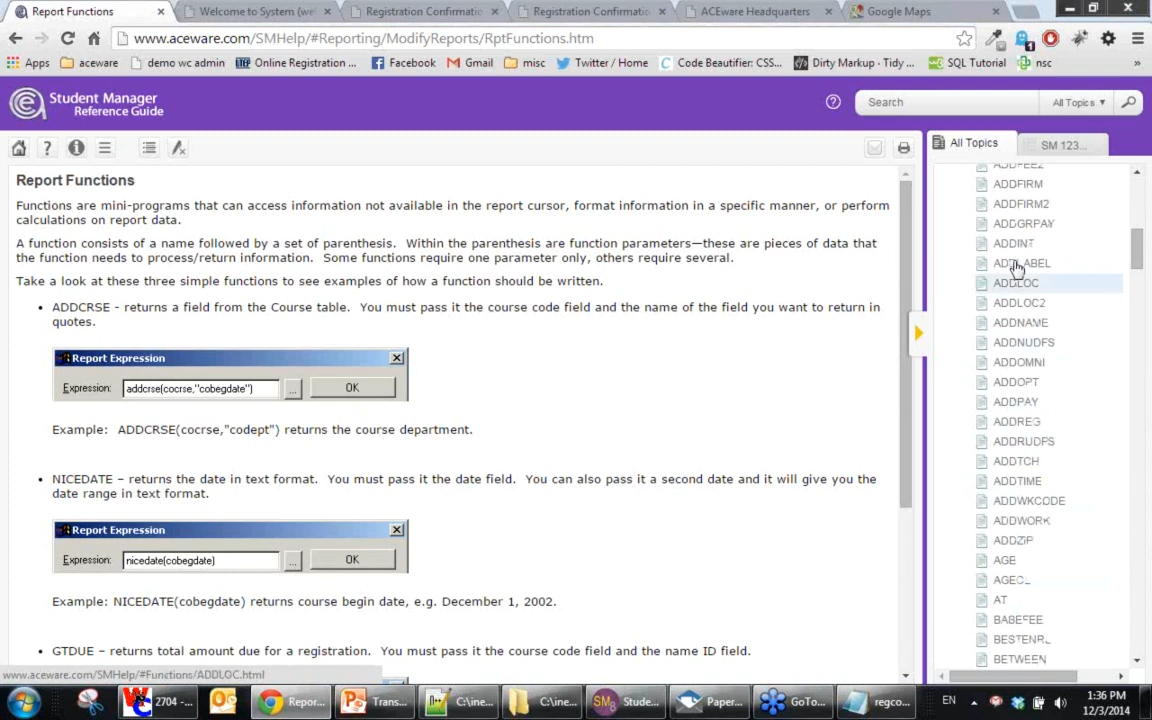 Report Functions
Welcome to System (we
Registration Confirmatio
Registration Confirmatio
ACEware Headquarters
Google Maps
www.aceware.com/SMHelp/#Reporting/ModifyReports/RptFunctions.htm
Apps
aceware
demo wc admin
Online Registration ...
Facebook
Gmail
misc
Twitter / Home
Code Beautifier: CSS...
Dirty Markup - Tidy ...
SQL Tutorial
nsc
»
Student Manager
Reference Guide
Search
All Topics
All Topics
SM 123...
Report Functions
Functions are mini-programs that can access information not available in the report cursor, format information in a specific manner, or perform
calculations on report data.
A function consists of a name followed by a set of parenthesis. Within the parenthesis are function parameters—these are pieces of data that
the function needs to process/return information. Some functions require one parameter only, others require several.
Take a look at these three simple functions to see examples of how a function should be written.
• ADDCRSE - returns a field from the Course table. You must pass it the course code field and the name of the field you want to return in
quotes.
Report Expression
Expression: addcrse(cocrse,"cobegdate") ... OK
Example: ADDCRSE(cocrse,"codept") returns the course department.
• NICEDATE – returns the date in text format. You must pass it the date field. You can also pass it a second date and it will give you the
date range in text format.
Report Expression
Expression: nicedate(cobegdate) ... OK
Example: NICEDATE(cobegdate) returns course begin date, e.g. December 1, 2002.
• GTDUE – returns total amount due for a registration. You must pass it the course code field and the name ID field.
ADDFEE2
ADDFIRM
ADDFIRM2
ADDGRPAY
ADDINT
ADDLABEL
ADDLOC
ADDLOC2
ADDNAME
ADDNUDFS
ADDOMNI
ADDOPT
ADDPAY
ADDREG
ADDRUDFS
ADDTCH
ADDTIME
ADDWKCODE
ADDWORK
ADDZIP
AGE
AT
BASEFEE
BETWEEN
www.aceware.com/SMHelp/#Functions/ADDLOC.html
2704 -...
Repor...
Trans...
C:\ine...
C:\ine...
Stude...
Paper...
GoTo...
regco...
EN
1:36 PM
12/3/2014